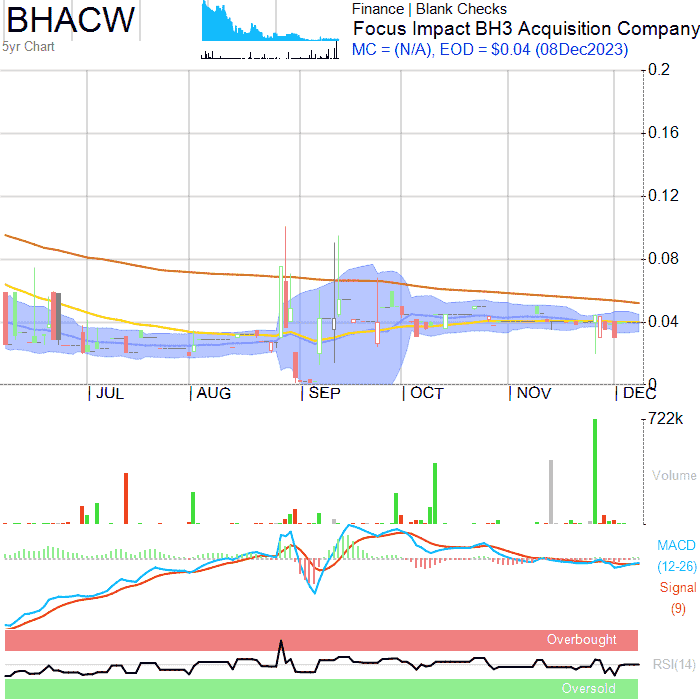 BHACW
5yr Chart
Finance | Blank Checks
Focus Impact BH3 Acquisition Company
MC = (N/A), EOD = $0.04 (08Dec2023)
0.2
0.16
0.12
0.08
0.04
0
JUL AUG SEP OCT NOV DEC
722k
Volume
MACD
(12-26)
Signal
(9)
Overbought
RSI(14)
Oversold